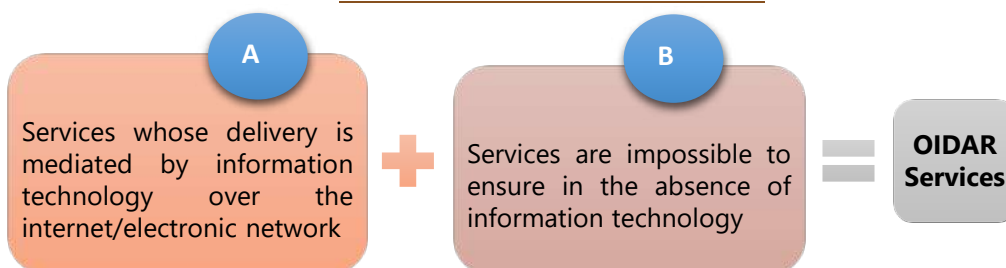 A
Services whose delivery is
mediated by information
technology over the
internet/electronic network
B
Services are impossible to
ensure in the absence of
information technology
OIDAR
Services